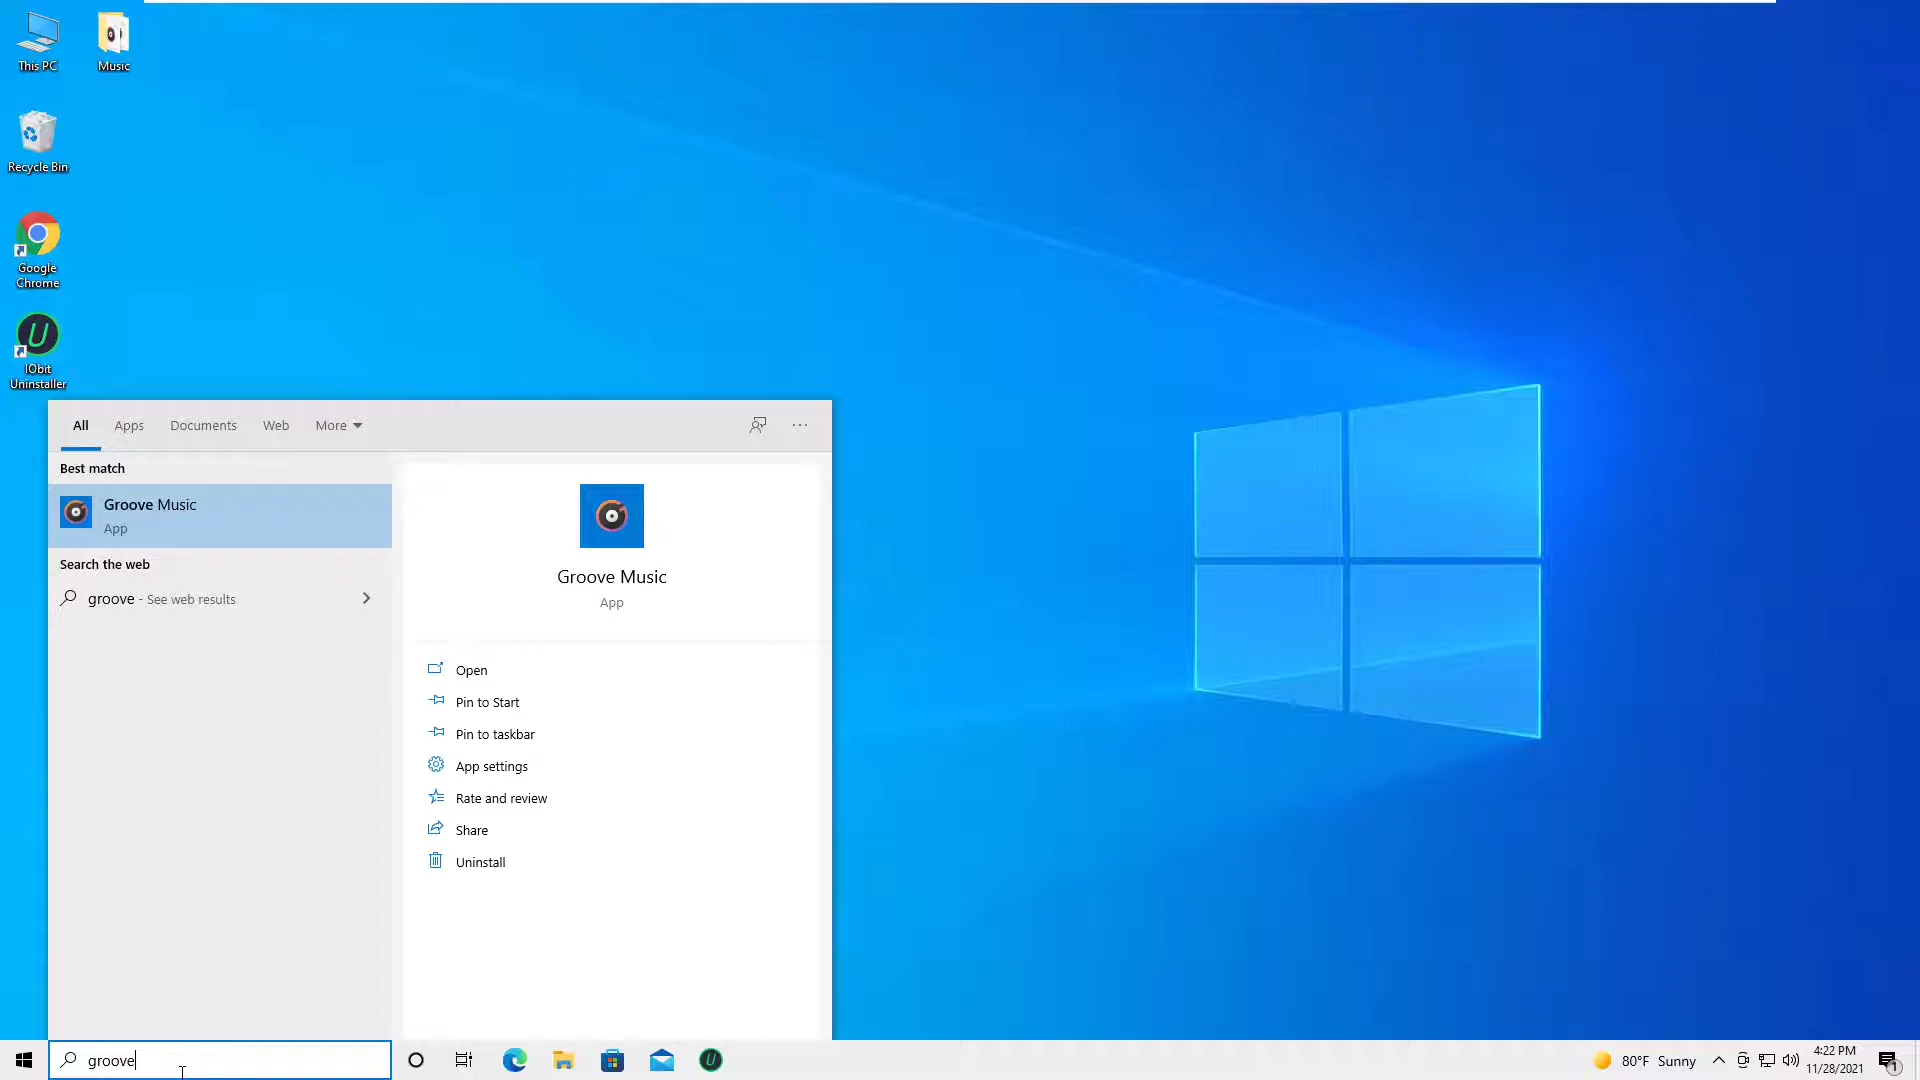 This PC
Music
Recycle Bin
Google
Chrome
IObit
Uninstaller
All
Apps
Documents
Web
More
Best match
Groove Music
App
Search the web
groove - See web results
Groove Music
App
Open
Pin to Start
Pin to taskbar
App settings
Rate and review
Share
Uninstall
groove
80°F Sunny
4:22 PM
11/28/2021
1